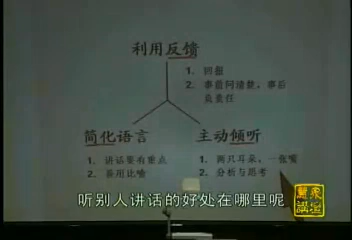 利用反馈
1. 回报
2. 事前问清楚，事后
负责任
简化语言
1. 讲话要有重点
2. 善用比喻
主动倾听
1. 两只耳朵，一张嘴
2. 分析与思考
听别人讲话的好处在哪里呢